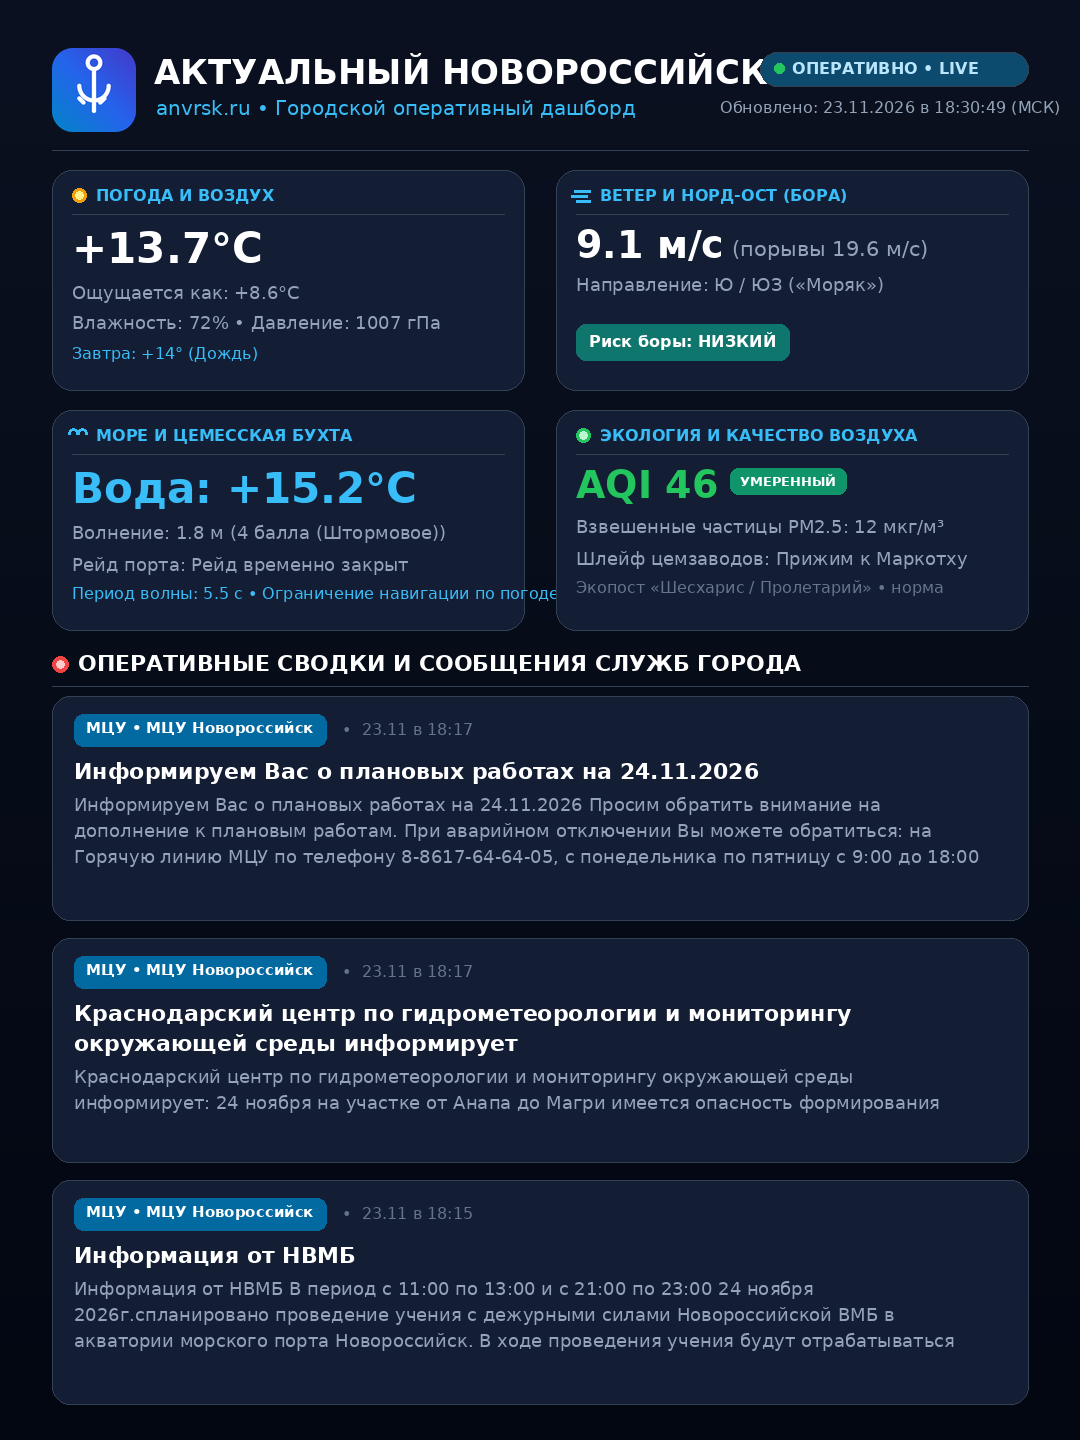 АКТУАЛЬНЫЙ НОВОРОССИЙСК
ОПЕРАТИВНО • LIVE
anvrsk.ru • Городской оперативный дашборд
Обновлено: 23.11.2026 в 18:30:49 (МСК)
ПОГОДА И ВОЗДУХ
+13.7°C
Ощущается как: +8.6°C
Влажность: 72% • Давление: 1007 гПа
Завтра: +14° (Дождь)
ВЕТЕР И НОРД-ОСТ (БОРА)
9.1 м/с (порывы 19.6 м/с)
Направление: Ю / ЮЗ («Моряк»)
Риск боры: НИЗКИЙ
МОРЕ И ЦЕМЕССКАЯ БУХТА
Вода: +15.2°C
Волнение: 1.8 м (4 балла (Штормовое))
Рейд порта: Рейд временно закрыт
Период волны: 5.5 с • Ограничение навигации по погоде
ЭКОЛОГИЯ И КАЧЕСТВО ВОЗДУХА
AQI 46 УМЕРЕННЫЙ
Взвешенные частицы PM2.5: 12 мкг/м³
Шлейф цемзаводов: Прижим к Маркотху
Экопост «Шесхарис / Пролетарий» • норма
ОПЕРАТИВНЫЕ СВОДКИ И СООБЩЕНИЯ СЛУЖБ ГОРОДА
МЦУ • МЦУ Новороссийск • 23.11 в 18:17
Информируем Вас о плановых работах на 24.11.2026
Информируем Вас о плановых работах на 24.11.2026 Просим обратить внимание на
дополнение к плановым работам. При аварийном отключении Вы можете обратиться: на
Горячую линию МЦУ по телефону 8-8617-64-64-05, с понедельника по пятницу с 9:00 до 18:00
МЦУ • МЦУ Новороссийск • 23.11 в 18:17
Краснодарский центр по гидрометеорологии и мониторингу
окружающей среды информирует
Краснодарский центр по гидрометеорологии и мониторингу окружающей среды
информирует: 24 ноября на участке от Анапа до Магри имеется опасность формирования
МЦУ • МЦУ Новороссийск • 23.11 в 18:15
Информация от НВМБ
Информация от НВМБ В период с 11:00 по 13:00 и с 21:00 по 23:00 24 ноября
2026г.спланировано проведение учения с дежурными силами Новороссийской ВМБ в
акватории морского порта Новороссийск. В ходе проведения учения будут отрабатываться